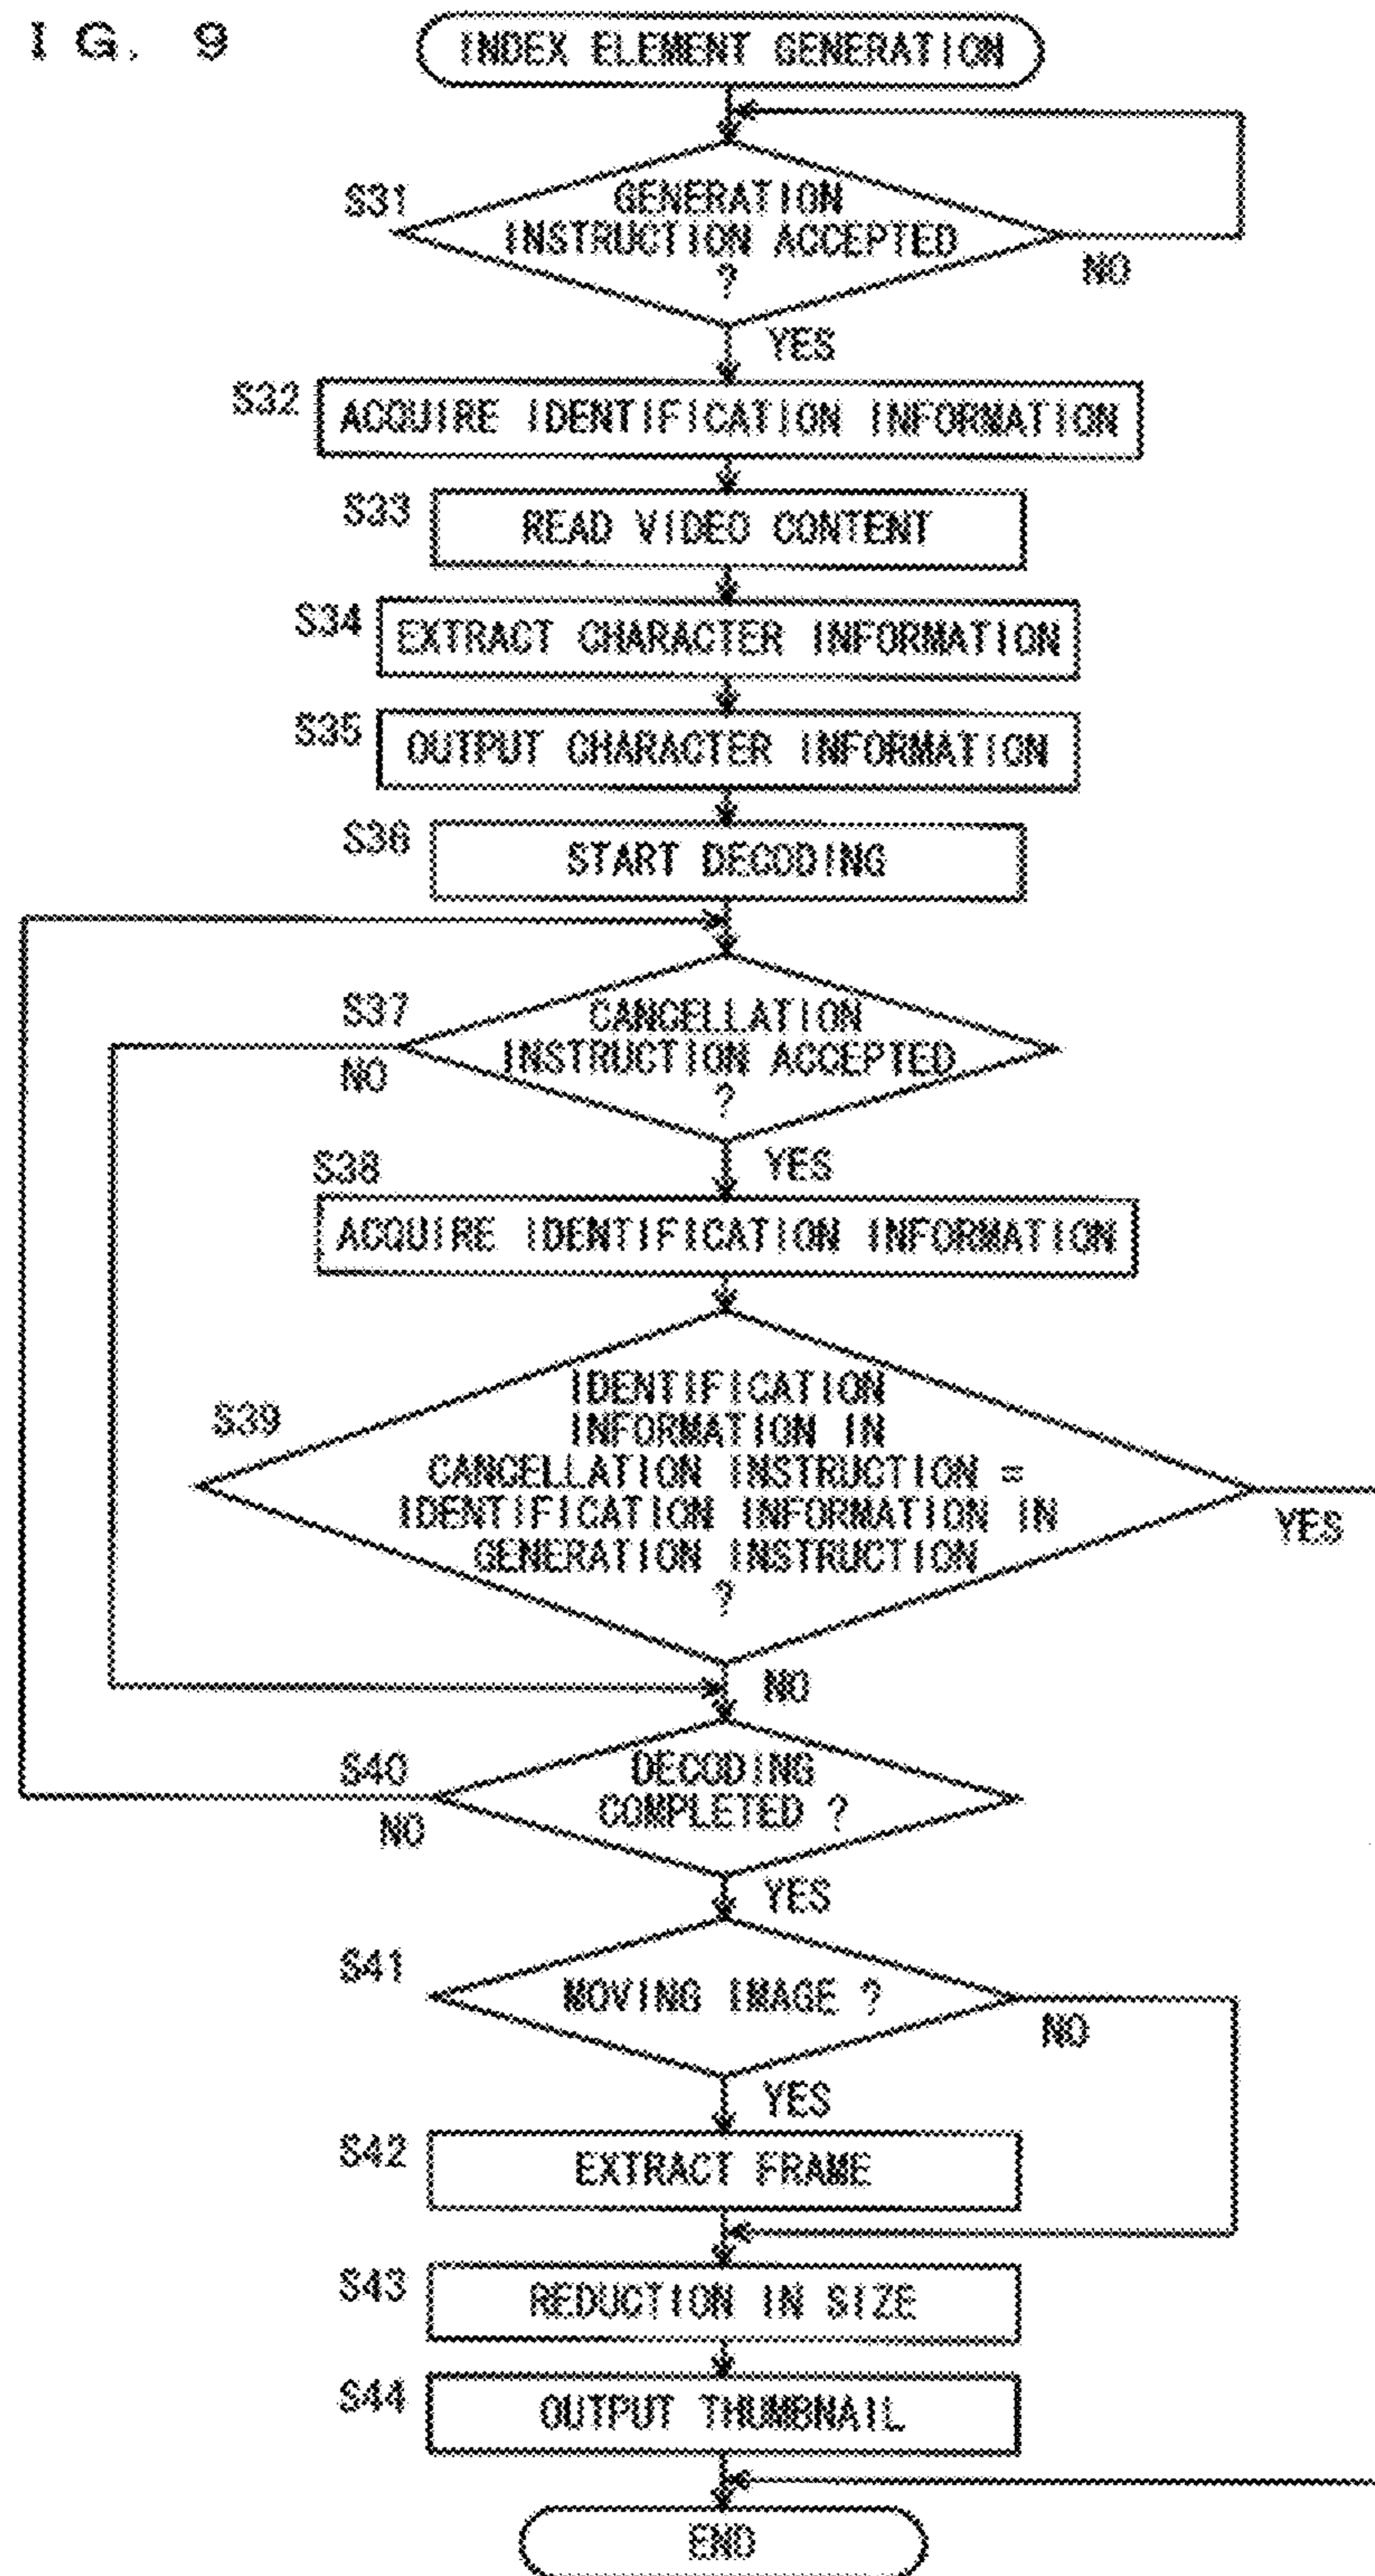 IG. 9
INDEX ELEMENT GENERATION
S31
GENERATION
INSTRUCTION ACCEPTED
?
NO
YES
S32
ACQUIRE IDENTIFICATION INFORMATION
S33
READ VIDEO CONTENT
S34
EXTRACT CHARACTER INFORMATION
S35
OUTPUT CHARACTER INFORMATION
S36
START DECODING
S37
CANCELLATION
INSTRUCTION ACCEPTED
?
NO
YES
S38
ACQUIRE IDENTIFICATION INFORMATION
S39
IDENTIFICATION
INFORMATION IN
CANCELLATION INSTRUCTION =
IDENTIFICATION INFORMATION IN
GENERATION INSTRUCTION
?
YES
NO
S40
DECODING
COMPLETED ?
NO
YES
S41
MOVING IMAGE ?
NO
YES
S42
EXTRACT FRAME
S43
REDUCTION IN SIZE
S44
OUTPUT THUMBNAIL
END